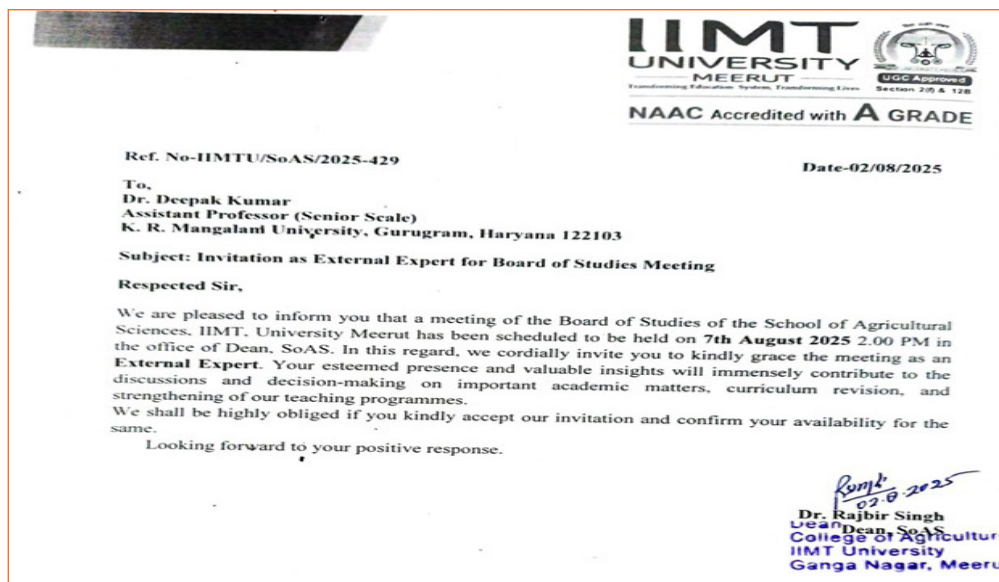 IIMT
UNIVERSITY
MEERUT
Transforming Education System, Transforming Lives
UGC Approved
Section 2(f) & 12B
NAAC Accredited with A GRADE
Ref. No-IIMTU/SoAS/2025-429
Date-02/08/2025
To,
Dr. Deepak Kumar
Assistant Professor (Senior Scale)
K. R. Mangalam University, Gurugram, Haryana 122103
Subject: Invitation as External Expert for Board of Studies Meeting
Respected Sir,
We are pleased to inform you that a meeting of the Board of Studies of the School of Agricultural
Sciences, IIMT, University Meerut has been scheduled to be held on 7th August 2025 2.00 PM in
the office of Dean, SoAS. In this regard, we cordially invite you to kindly grace the meeting as an
External Expert. Your esteemed presence and valuable insights will immensely contribute to the
discussions and decision-making on important academic matters, curriculum revision, and
strengthening of our teaching programmes.
We shall be highly obliged if you kindly accept our invitation and confirm your availability for the
same.
Looking forward to your positive response.
02.8.2025
Dr. Rajbir Singh
Dean
Dean, SoAS
College of Agricultur
IIMT University
Ganga Nagar, Meeru